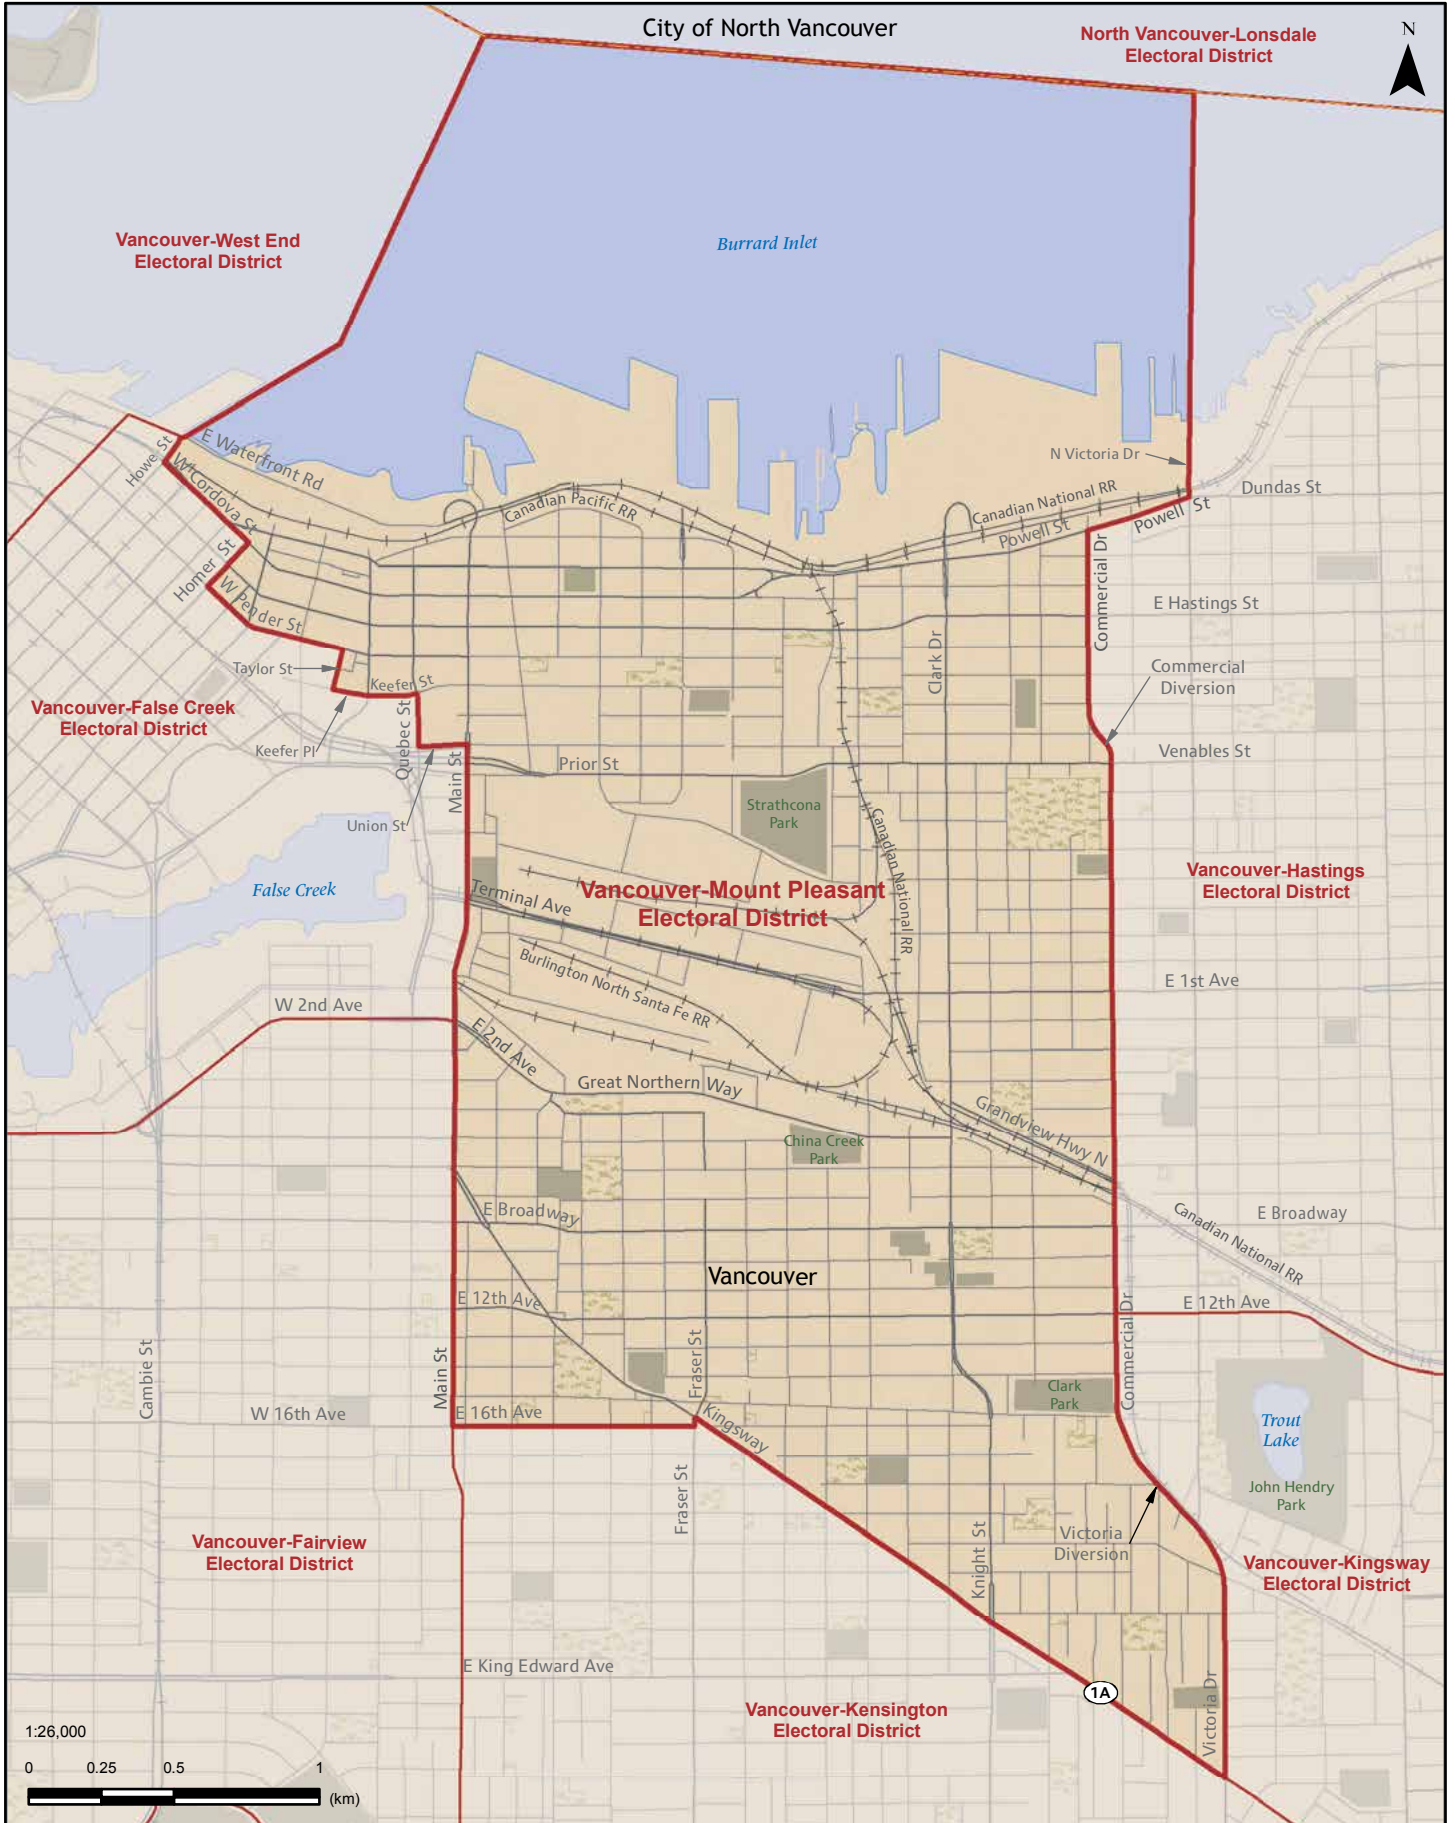 City of North Vancouver
North Vancouver-Lonsdale
Electoral District
N
Vancouver-West End
Electoral District
Burrard Inlet
Howe St
E Waterfront Rd
W Cordova St
Canadian Pacific RR
N Victoria Dr
Canadian National RR
Dundas St
Powell St
Powell St
Homer St
W Pender St
Commercial Dr
E Hastings St
Clark Dr
Taylor St
Keefer St
Commercial
Diversion
Vancouver-False Creek
Electoral District
Quebec St
Keefer Pl
Main St
Prior St
Venables St
Union St
Strathcona
Park
Canadian National RR
False Creek
Terminal Ave
Vancouver-Mount Pleasant
Electoral District
Vancouver-Hastings
Electoral District
Burlington North Santa Fe RR
E 1st Ave
W 2nd Ave
E 2nd Ave
Great Northern Way
Grandview Hwy N
China Creek
Park
E Broadway
E Broadway
Canadian National RR
Vancouver
E 12th Ave
E 12th Ave
Cambie St
Main St
Fraser St
Commercial Dr
Clark
Park
W 16th Ave
E 16th Ave
Kingsway
Trout
Lake
John Hendry
Park
Fraser St
Knight St
Victoria
Diversion
Vancouver-Fairview
Electoral District
Vancouver-Kingsway
Electoral District
E King Edward Ave
1A
Victoria Dr
Vancouver-Kensington
Electoral District
1:26,000
0 0.25 0.5 1
(km)